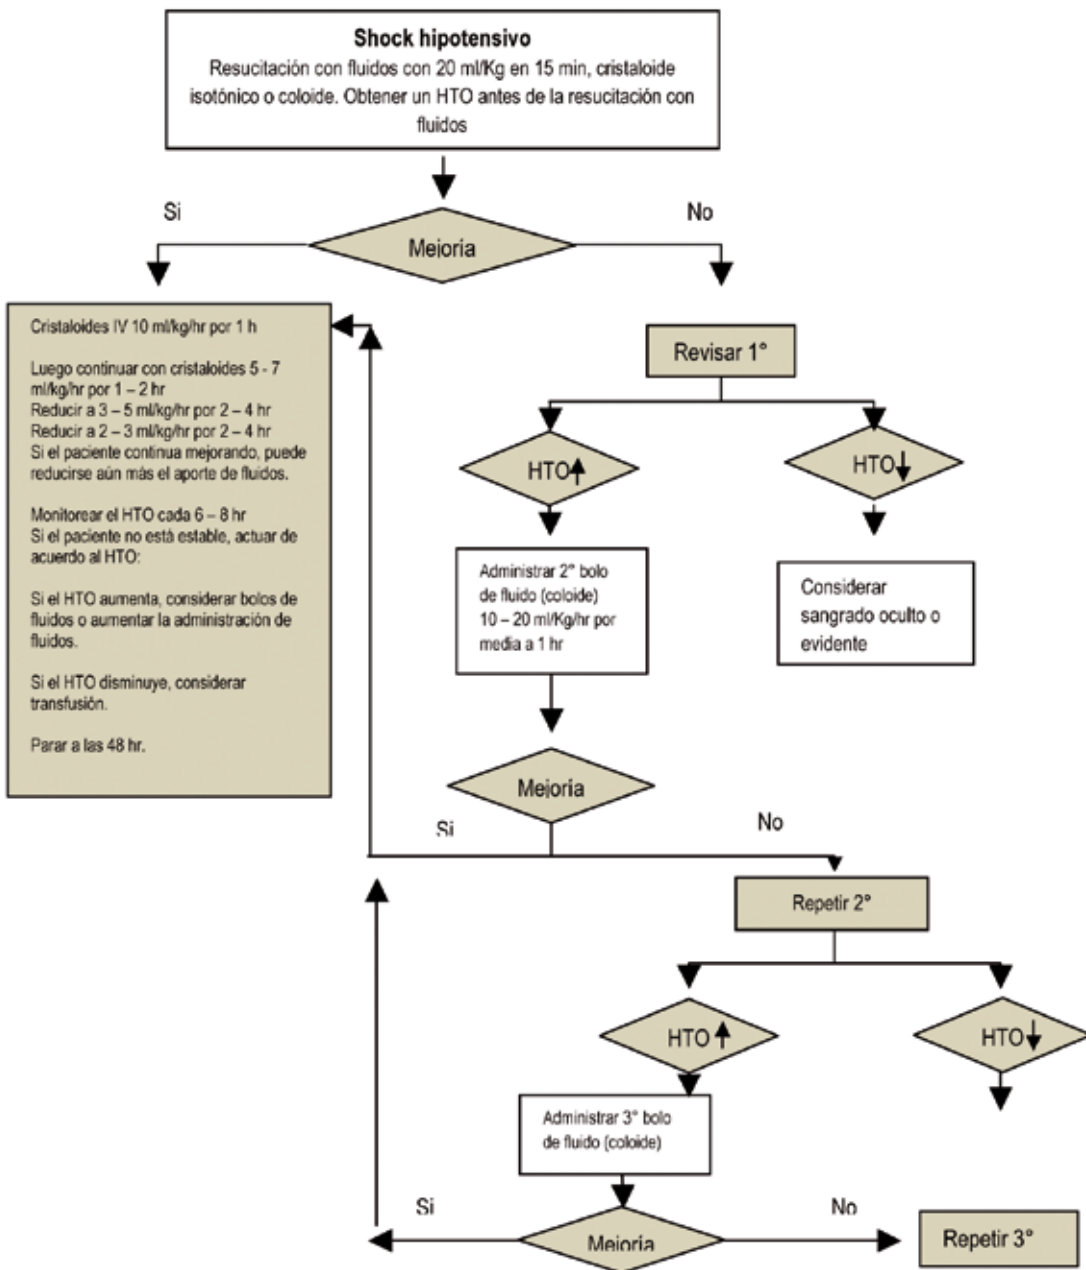 Shock hipotensivo
Resucitación con fluidos con 20 ml/Kg en 15 min, cristaloide
isotónico o coloide. Obtener un HTO antes de la resucitación con
fluidos
Si
No
Mejoría
Cristaloides IV 10 ml/kg/hr por 1 h
Luego continuar con cristaloides 5 - 7
ml/kg/hr por 1 – 2 hr
Reducir a 3 – 5 ml/kg/hr por 2 – 4 hr
Reducir a 2 – 3 ml/kg/hr por 2 – 4 hr
Si el paciente continua mejorando, puede
reducirse aún más el aporte de fluidos.
Monitorear el HTO cada 6 – 8 hr
Si el paciente no está estable, actuar de
acuerdo al HTO:
Si el HTO aumenta, considerar bolos de
fluidos o aumentar la administración de
fluidos.
Si el HTO disminuye, considerar
transfusión.
Parar a las 48 hr.
Revisar 1°
HTO
HTO
Administrar 2° bolo
de fluido (coloide)
10 – 20 ml/Kg/hr por
media a 1 hr
Considerar
sangrado oculto o
evidente
Mejoría
Si
No
Repetir 2°
HTO
HTO
Administrar 3° bolo
de fluido (coloide)
Si
No
Mejoría
Repetir 3°